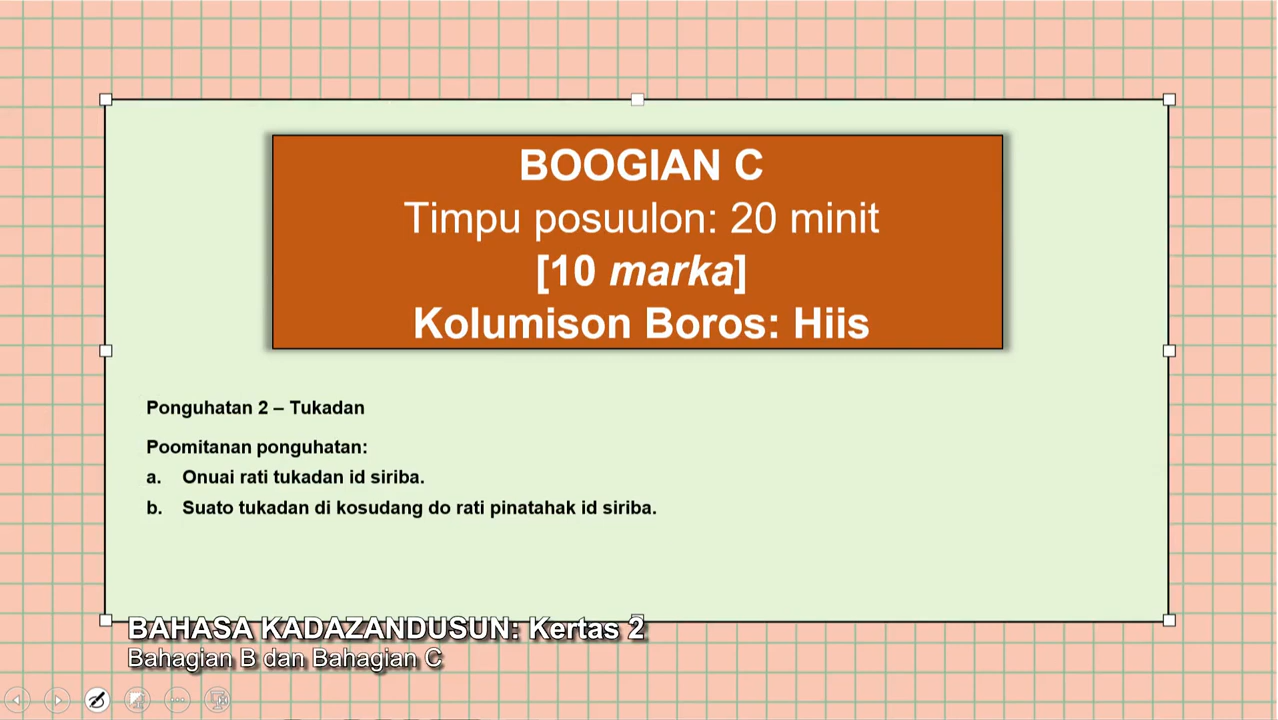 BOOGIAN C
Timpu posuulon: 20 minit
[10 marka]
Kolumison Boros: Hiis
Ponguhatan 2 – Tukadan
Poomitanan ponguhatan:
a. Onuai rati tukadan id siriba.
b. Suato tukadan di kosudang do rati pinatahak id siriba.
BAHASA KADAZANDUSUN: Kertas 2
Bahagian B dan Bahagian C